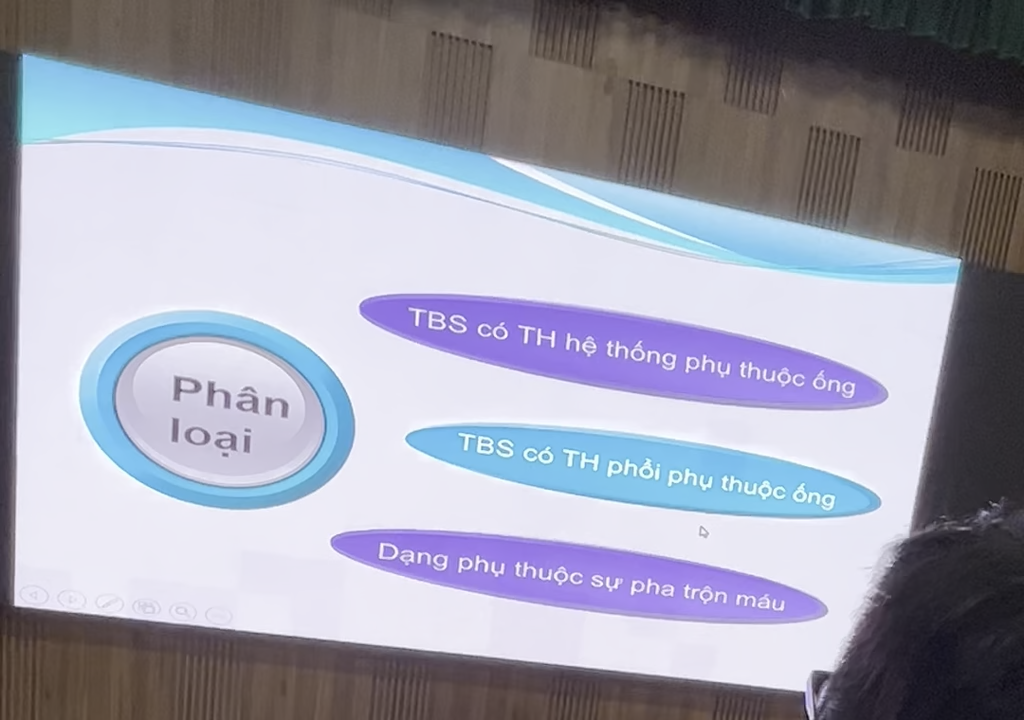 Phân
loại
TBS có TH hệ thống phụ thuộc ống
TBS có TH phổi phụ thuộc ống
Dạng phụ thuộc sự pha trộn máu